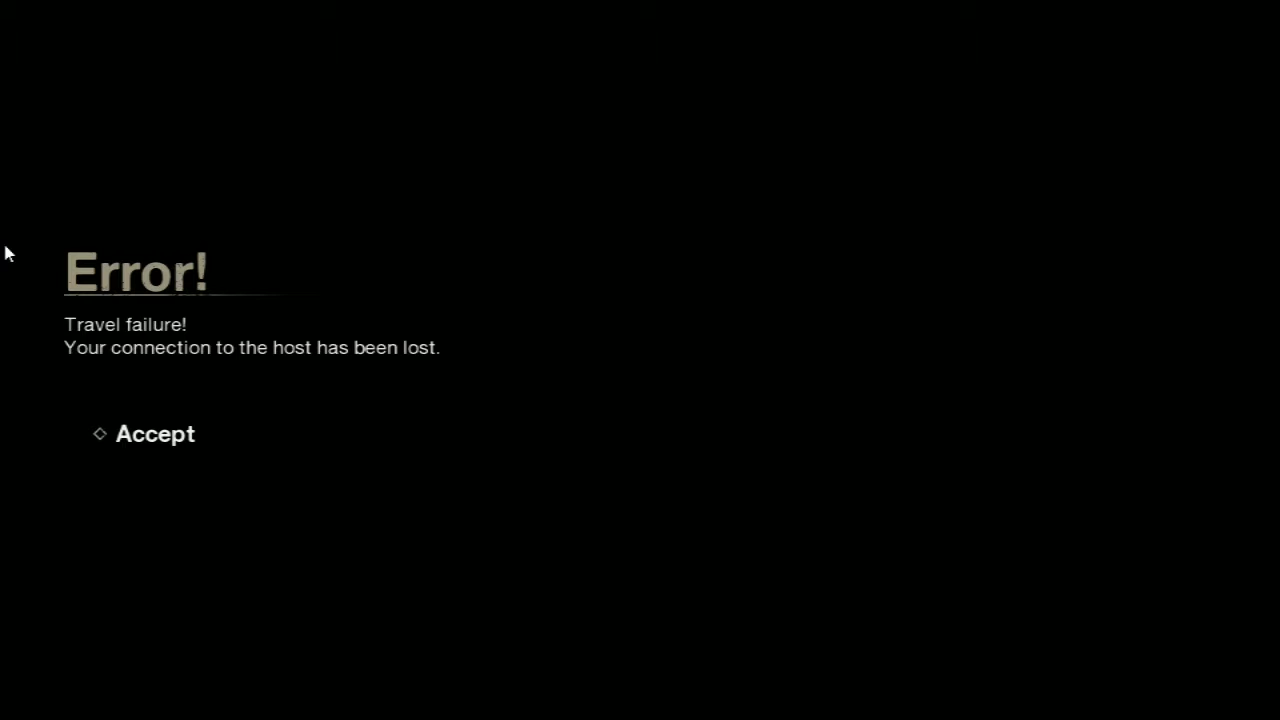 Error!
Travel failure!
Your connection to the host has been lost.
Accept